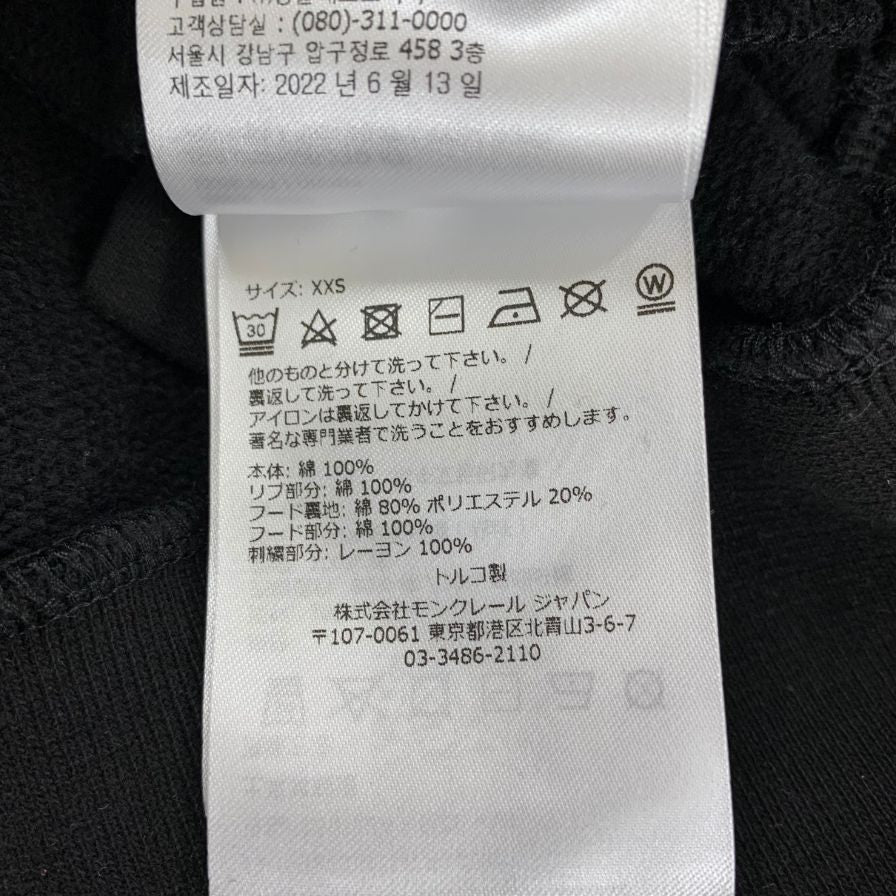 고객상담실 : (080)-311-0000
서울시 강남구 압구정로 458 3층
제조일자: 2022 년 6 월 13 일
サイズ: XXS
30
W
他のものと分けて洗って下さい。 /
裏返して洗って下さい。 /
アイロンは裏返してかけて下さい。 /
著名な専門業者で洗うことをおすすめします。
本体: 綿 100%
リブ部分: 綿 100%
フード裏地: 綿 80% ポリエステル 20%
フード部分: 綿 100%
刺繍部分: レーヨン 100%
トルコ製
株式会社モンクレール ジャパン
〒107-0061 東京都港区北青山3-6-7
03-3486-2110